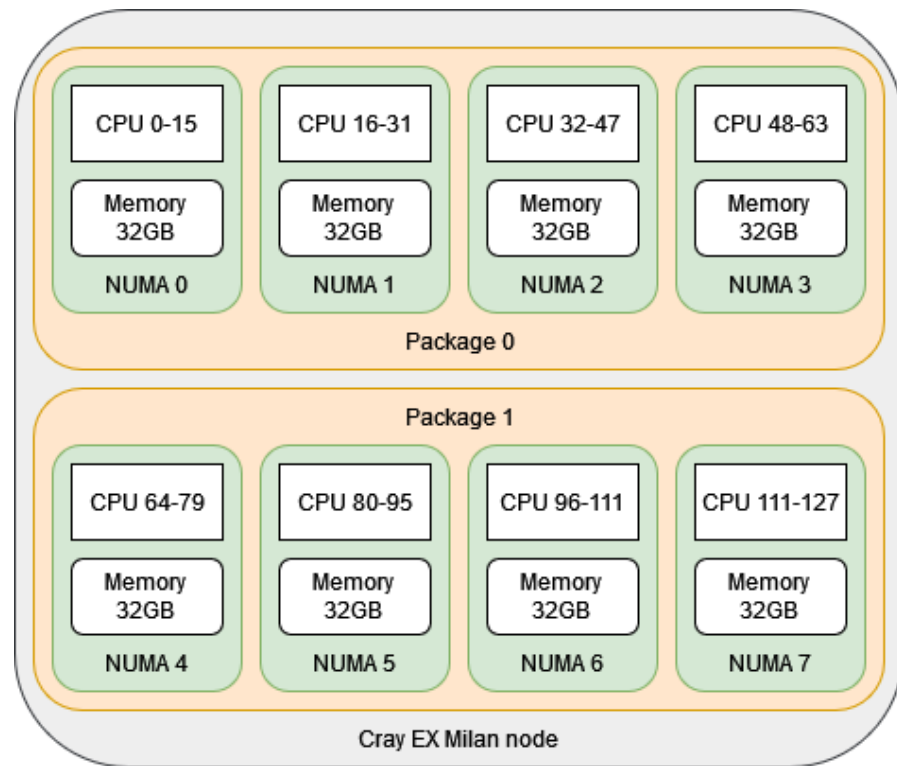 CPU 0-15
CPU 16-31
CPU 32-47
CPU 48-63
Memory
32GB
Memory
32GB
Memory
32GB
Memory
32GB
NUMA 0
NUMA 1
NUMA 2
NUMA 3
Package 0
Package 1
CPU 64-79
CPU 80-95
CPU 96-111
CPU 111-127
Memory
32GB
Memory
32GB
Memory
32GB
Memory
32GB
NUMA 4
NUMA 5
NUMA 6
NUMA 7
Cray EX Milan node